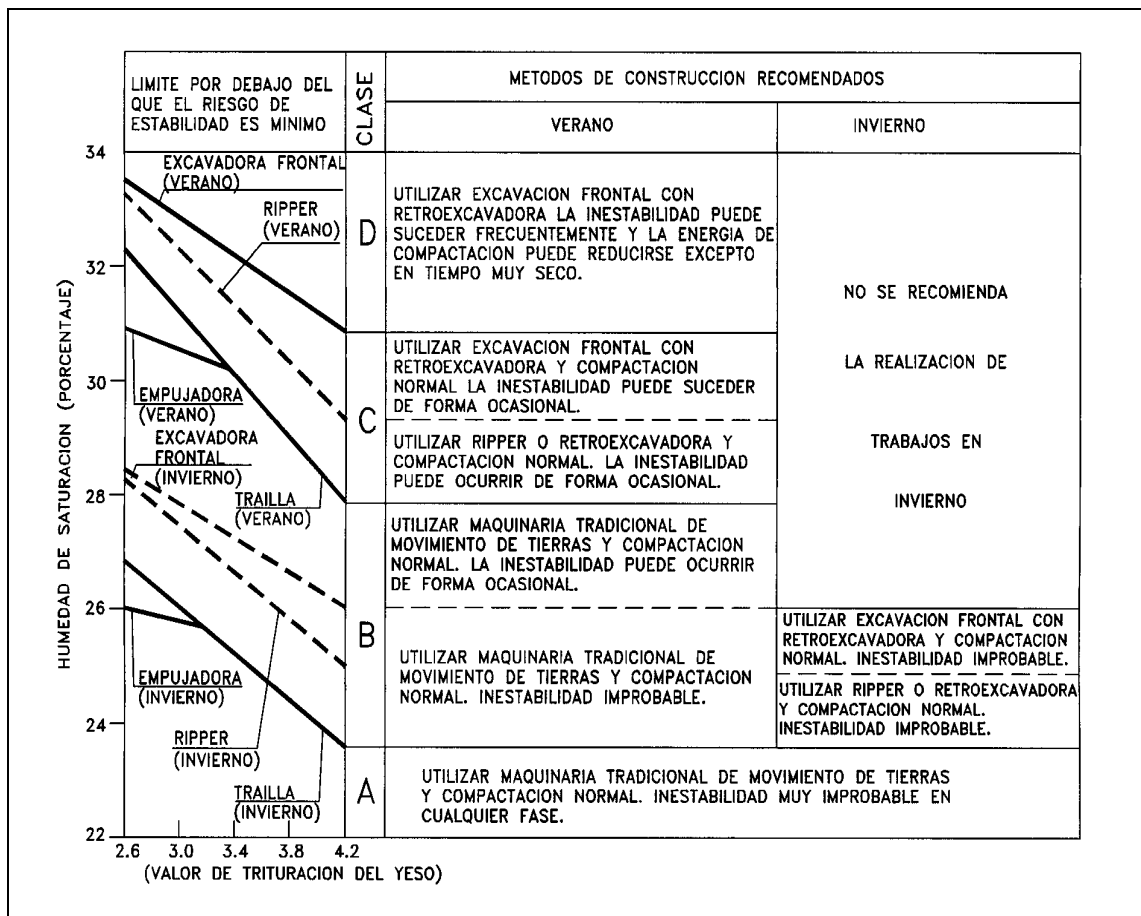 LIMITE POR DEBAJO DEL
QUE EL RIESGO DE
ESTABILIDAD ES MINIMO
CLASE
METODOS DE CONSTRUCCION RECOMENDADOS
VERANO
INVIERNO
HUMEDAD DE SATURACION (PORCENTAJE)
34
32
30
28
26
24
22
EXCAVADORA FRONTAL
(VERANO)
RIPPER
(VERANO)
EMPUJADORA
(VERANO)
EXCAVADORA
FRONTAL
(INVIERNO)
TRAILLA
(VERANO)
EMPUJADORA
(INVIERNO)
RIPPER
(INVIERNO)
TRAILLA
(INVIERNO)
2.6 3.0 3.4 3.8 4.2
(VALOR DE TRITURACION DEL YESO)
D
UTILIZAR EXCAVACION FRONTAL CON
RETROEXCAVADORA LA INESTABILIDAD PUEDE
SUCEDER FRECUENTEMENTE Y LA ENERGIA DE
COMPACTACION PUEDE REDUCIRSE EXCEPTO
EN TIEMPO MUY SECO.
C
UTILIZAR EXCAVACION FRONTAL CON
RETROEXCAVADORA Y COMPACTACION
NORMAL LA INESTABILIDAD PUEDE SUCEDER
DE FORMA OCASIONAL.
UTILIZAR RIPPER O RETROEXCAVADORA Y
COMPACTACION NORMAL. LA INESTABILIDAD
PUEDE OCURRIR DE FORMA OCASIONAL.
B
UTILIZAR MAQUINARIA TRADICIONAL DE
MOVIMIENTO DE TIERRAS Y COMPACTACION
NORMAL. LA INESTABILIDAD PUEDE OCURRIR
DE FORMA OCASIONAL.
UTILIZAR MAQUINARIA TRADICIONAL DE
MOVIMIENTO DE TIERRAS Y COMPACTACION
NORMAL. INESTABILIDAD IMPROBABLE.
NO SE RECOMIENDA
LA REALIZACION DE
TRABAJOS EN
INVIERNO
UTILIZAR EXCAVACION FRONTAL CON
RETROEXCAVADORA Y COMPACTACION
NORMAL. INESTABILIDAD IMPROBABLE.
UTILIZAR RIPPER O RETROEXCAVADORA
Y COMPACTACION NORMAL.
INESTABILIDAD IMPROBABLE.
A
UTILIZAR MAQUINARIA TRADICIONAL DE MOVIMIENTO DE TIERRAS
Y COMPACTACION NORMAL. INESTABILIDAD MUY IMPROBABLE EN
CUALQUIER FASE.